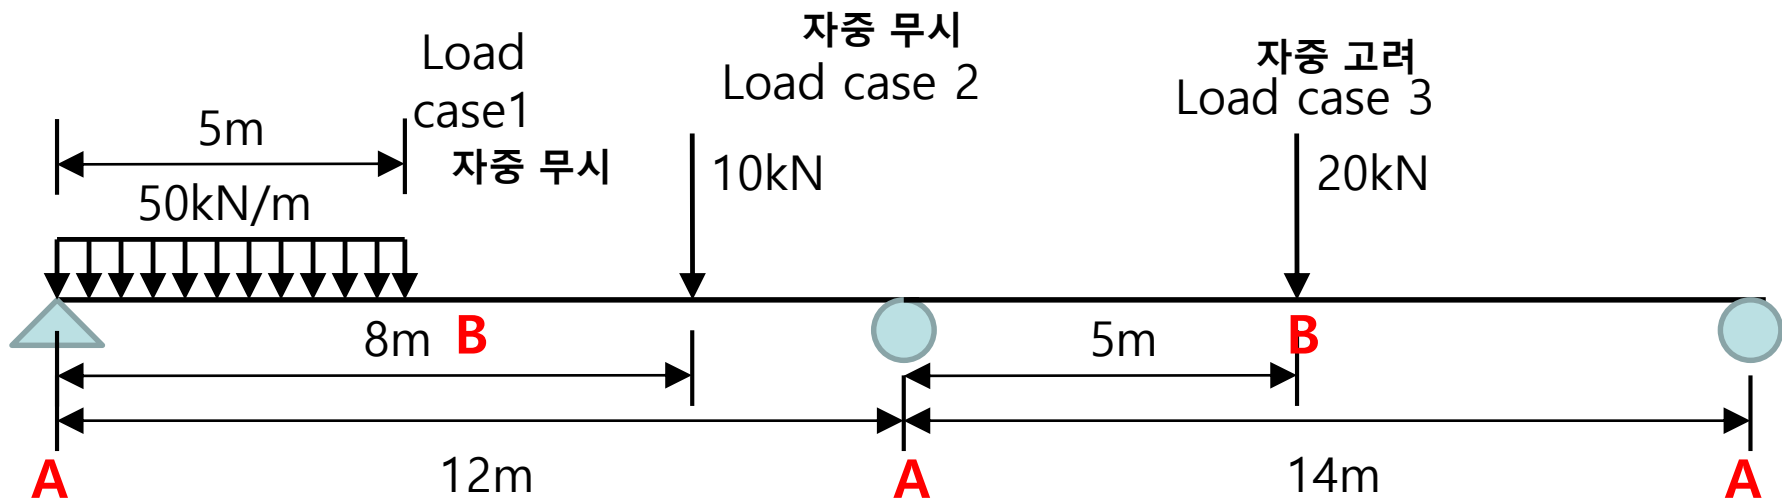 Load
case1
자중 무시
5m
50kN/m
자중 무시
Load case 2
10kN
자중 고려
Load case 3
20kN
8m
B
5m
B
A
12m
A
14m
A